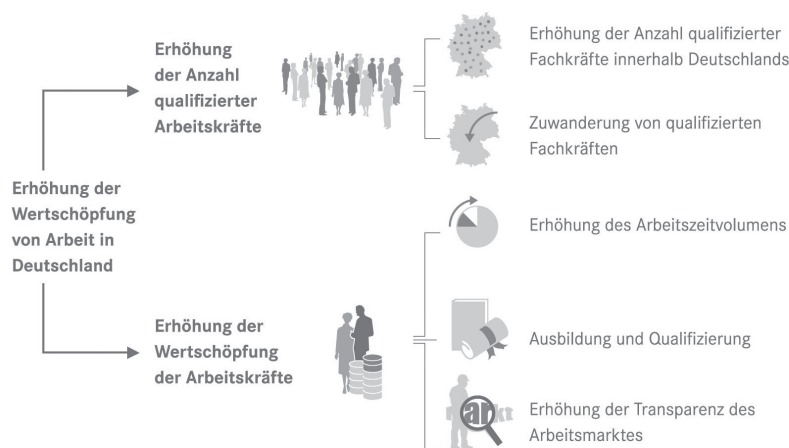 Erhöhung der
Wertschöpfung
von Arbeit in
Deutschland
Erhöhung
der Anzahl
qualifizierter
Arbeitskräfte
Erhöhung der Anzahl qualifizierter
Fachkräfte innerhalb Deutschlands
Zuwanderung von qualifizierten
Fachkräften
Erhöhung der
Wertschöpfung
der Arbeitskräfte
Erhöhung des Arbeitszeitvolumens
Ausbildung und Qualifizierung
Erhöhung der Transparenz des
Arbeitsmarktes